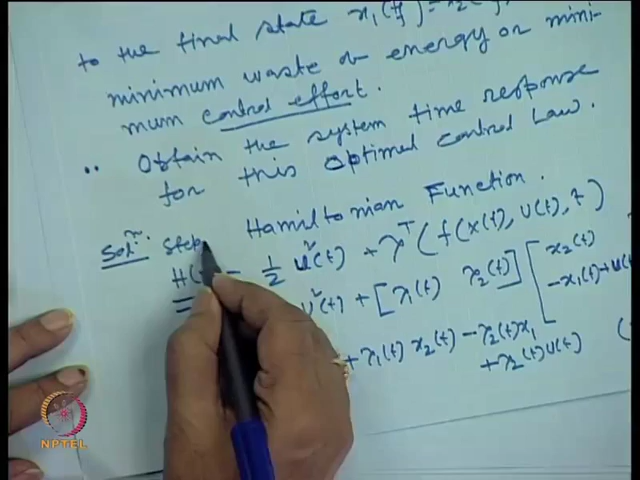 to the final state x₁(t_f) = x₂(
minimum waste of energy or mini-
mum control effort.
.. Obtain the system time response
for this Optimal Control Law.
Solⁿ: Step Hamiltonian Function.
H( = 1/2 u²(t) + λᵀ(f(x(t), u(t), t)
u²(t) + [λ₁(t) λ₂(t)] [x₂(t)
-x₁(t)+u(t
+ λ₁(t) x₂(t) - λ₂(t)x₁
+ λ₂(t)u(t)
NPTEL